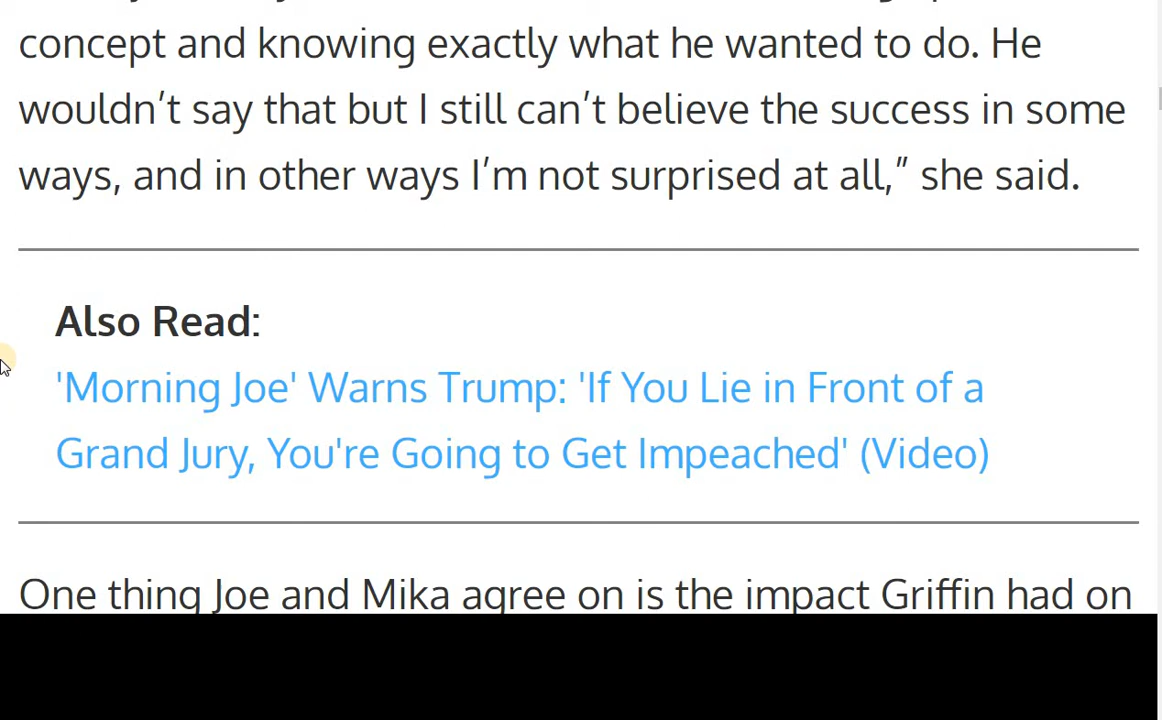 concept and knowing exactly what he wanted to do. He
wouldn’t say that but I still can’t believe the success in some
ways, and in other ways I’m not surprised at all,” she said.
Also Read:
'Morning Joe' Warns Trump: 'If You Lie in Front of a
Grand Jury, You're Going to Get Impeached' (Video)
One thing Joe and Mika agree on is the impact Griffin had on